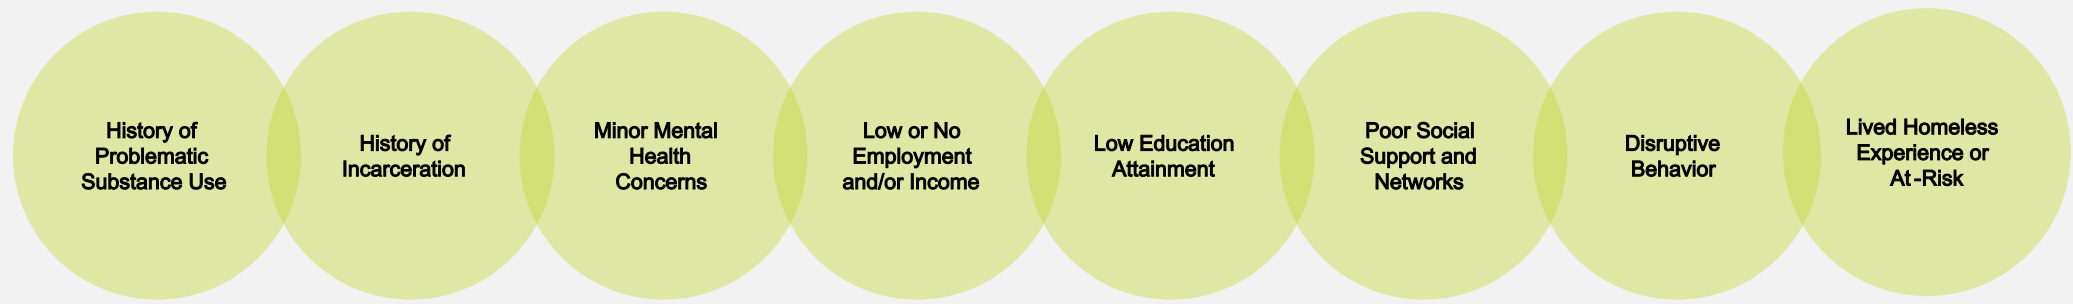 History of
Problematic
Substance Use
History of
Incarceration
Minor Mental
Health
Concerns
Low or No
Employment
and/or Income
Low Education
Attainment
Poor Social
Support and
Networks
Disruptive
Behavior
Lived Homeless
Experience or
At-Risk